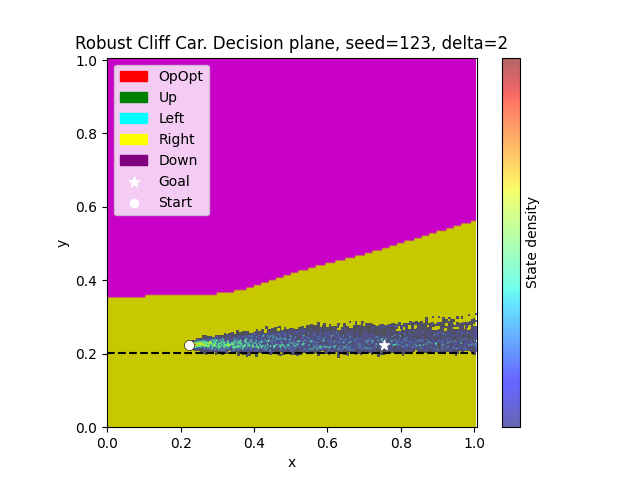 Robust Cliff Car. Decision plane, seed=123, delta=2
1.0
0.8
0.6
0.4
0.2
0.0
y
OpOpt
Up
Left
Right
Down
Goal
Start
0.0 0.2 0.4 0.6 0.8 1.0
x
State density